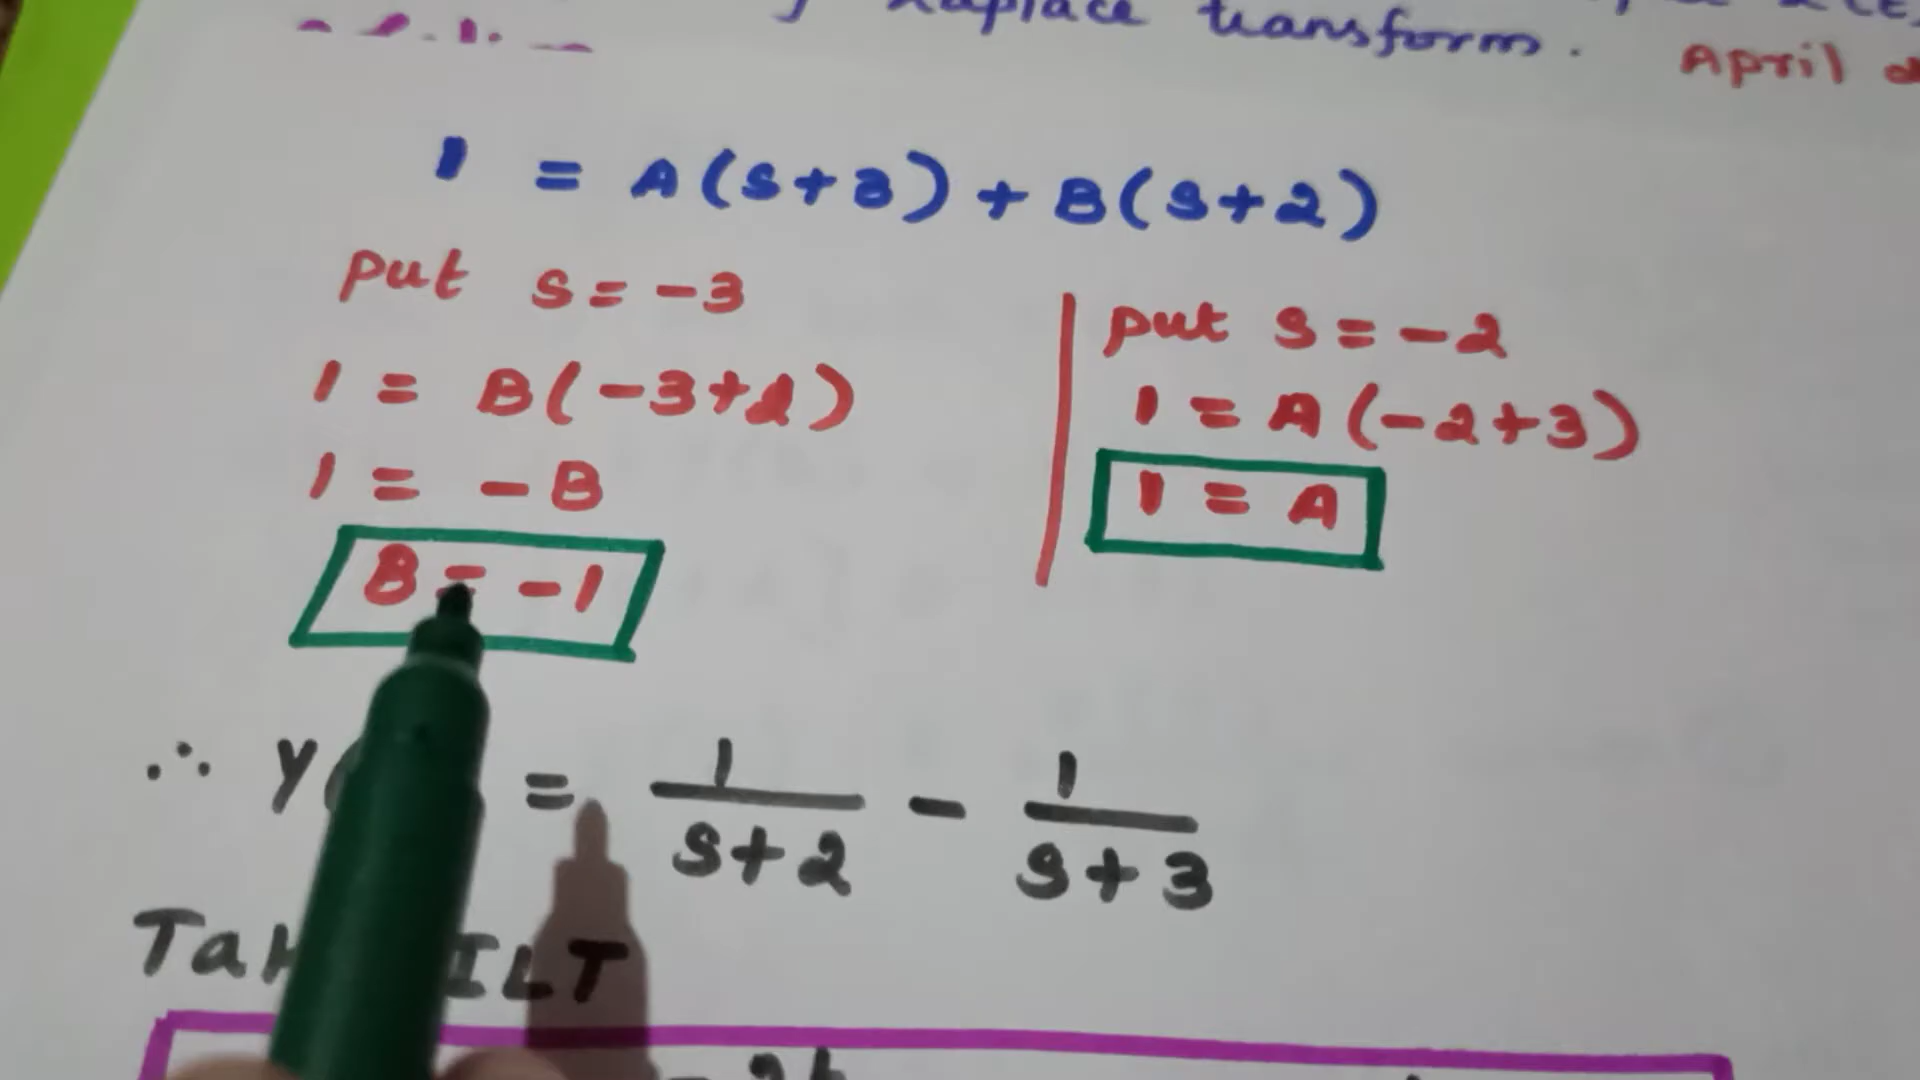 Laplace transform. April
1 = A(s+3) + B(s+2)
put s = -3
1 = B(-3+2)
1 = -B
B = -1
put s = -2
1 = A(-2+3)
1 = A
∴ Y( = 1/(s+2) - 1/(s+3)
ILT